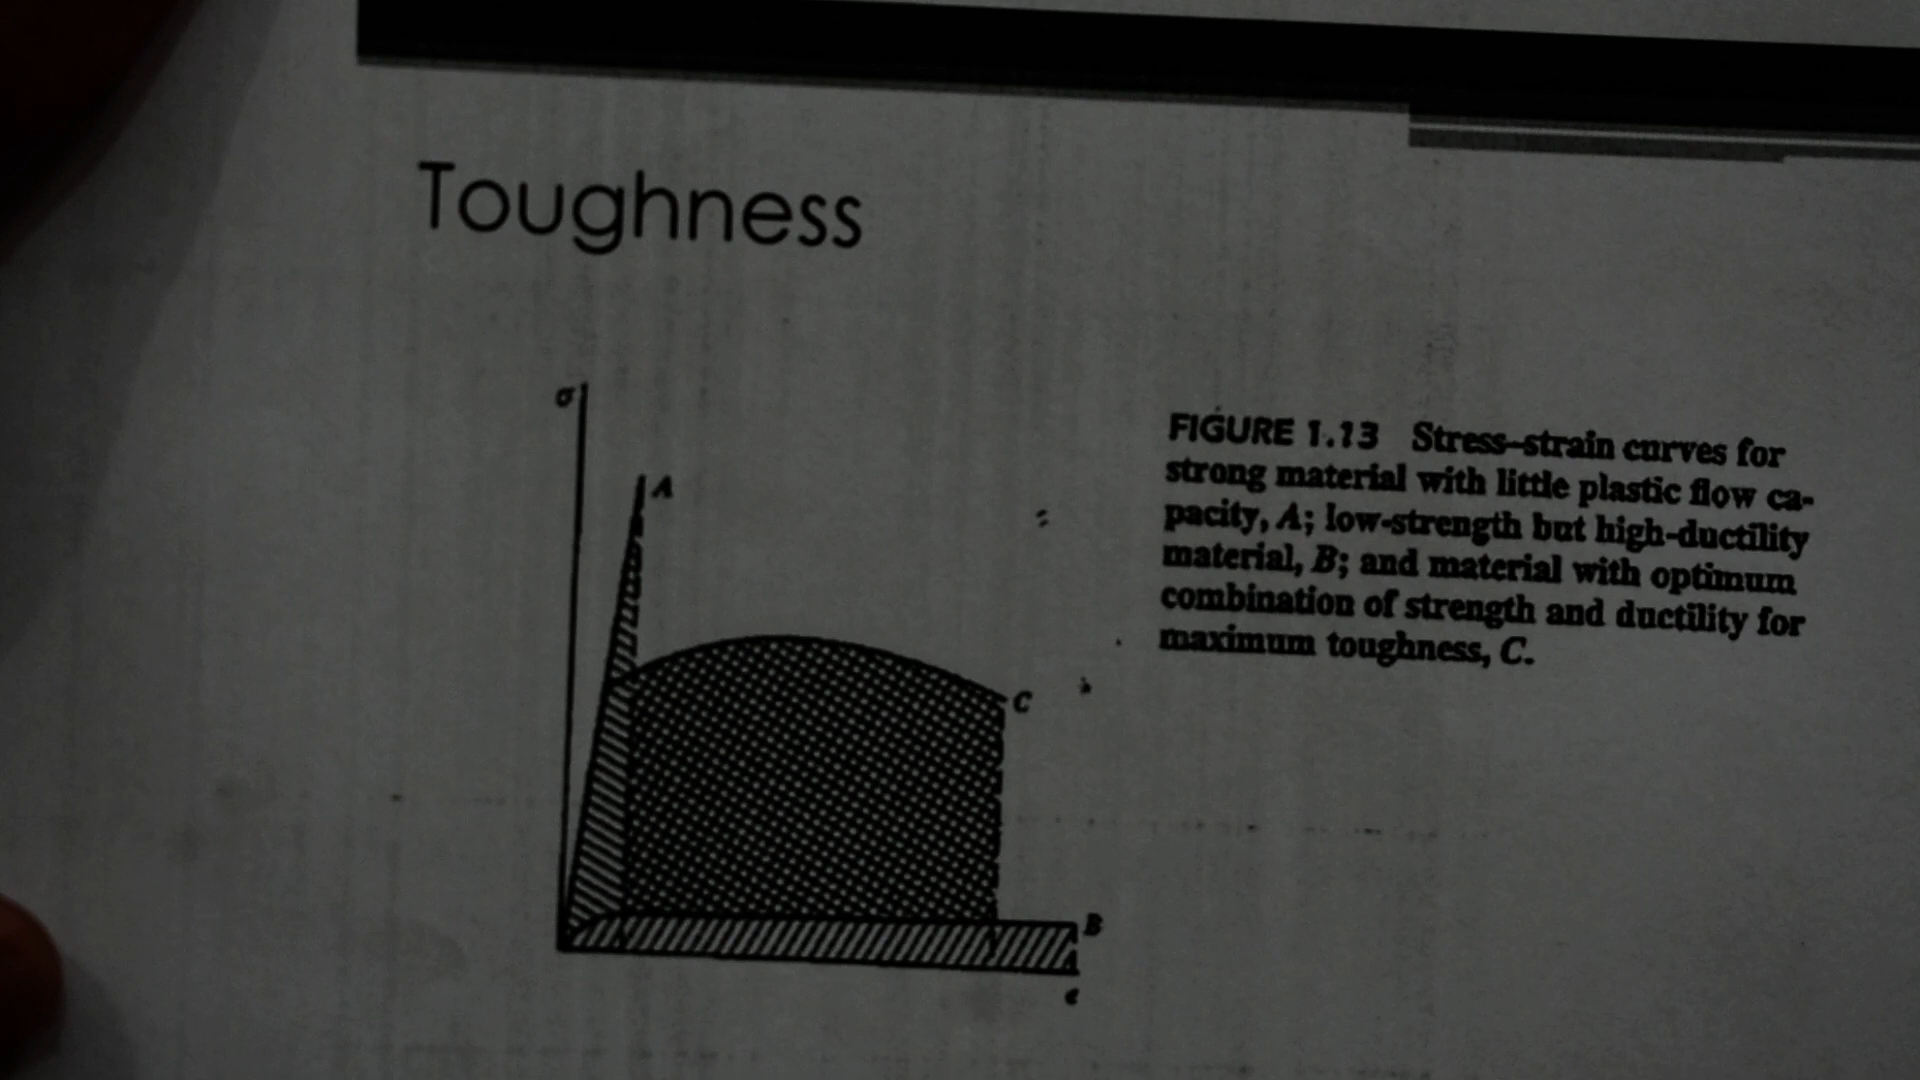 Toughness
σ
A
FIGURE 1.13 Stress–strain curves for
strong material with little plastic flow ca-
pacity, A; low-strength but high-ductility
material, B; and material with optimum
combination of strength and ductility for
maximum toughness, C.
C
B
ϵ